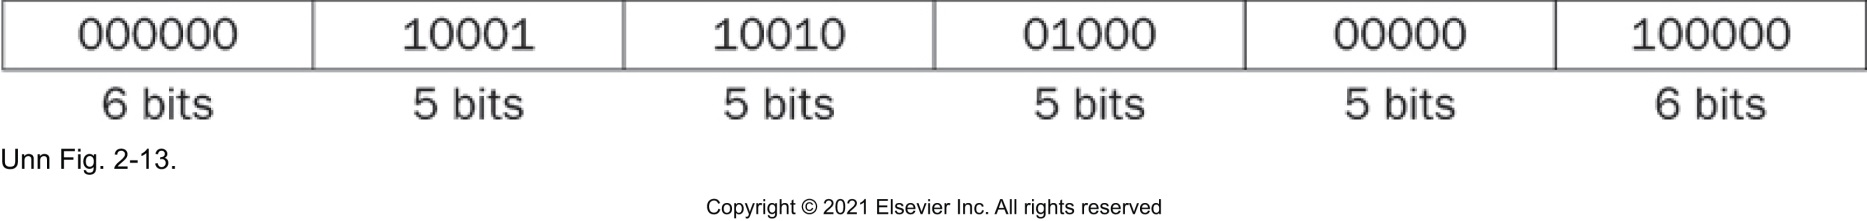 000000 10001 10010 01000 00000 100000
6 bits 5 bits 5 bits 5 bits 5 bits 6 bits
Unn Fig. 2-13.
Copyright © 2021 Elsevier Inc. All rights reserved